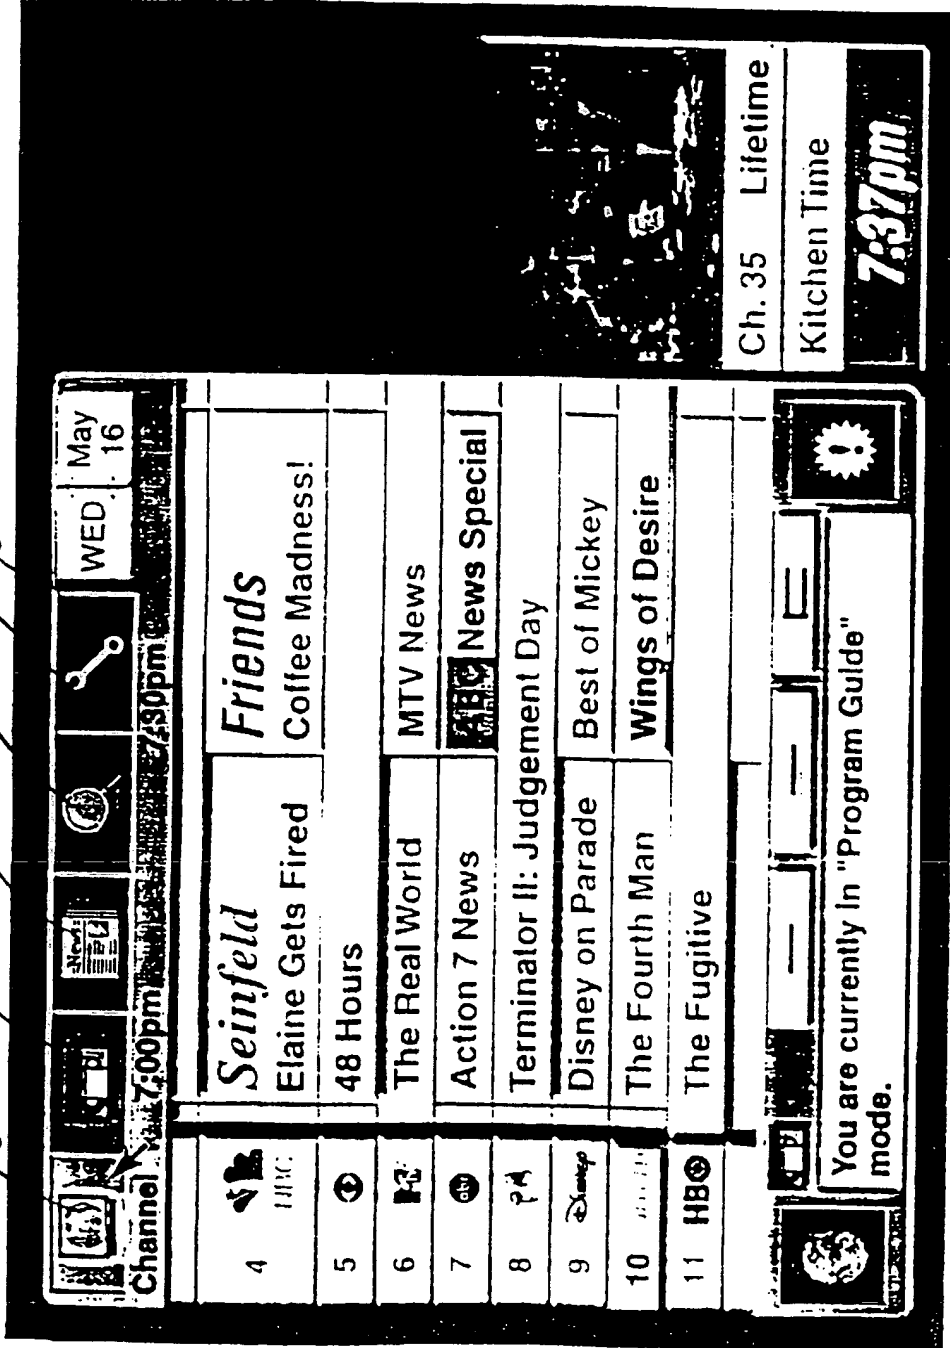 WED May 16
Channel 7:00pm 7:30pm
4 NBC Seinfeld Friends
Elaine Gets Fired Coffee Madness!
5 48 Hours
6 The Real World MTV News
7 abc Action 7 News ABC News Special
8 Terminator II: Judgement Day
9 Disney Disney on Parade Best of Mickey
10 The Fourth Man Wings of Desire
11 HBO The Fugitive
You are currently in "Program Guide"
mode.
Ch. 35 Lifetime
Kitchen Time
7:37pm
News